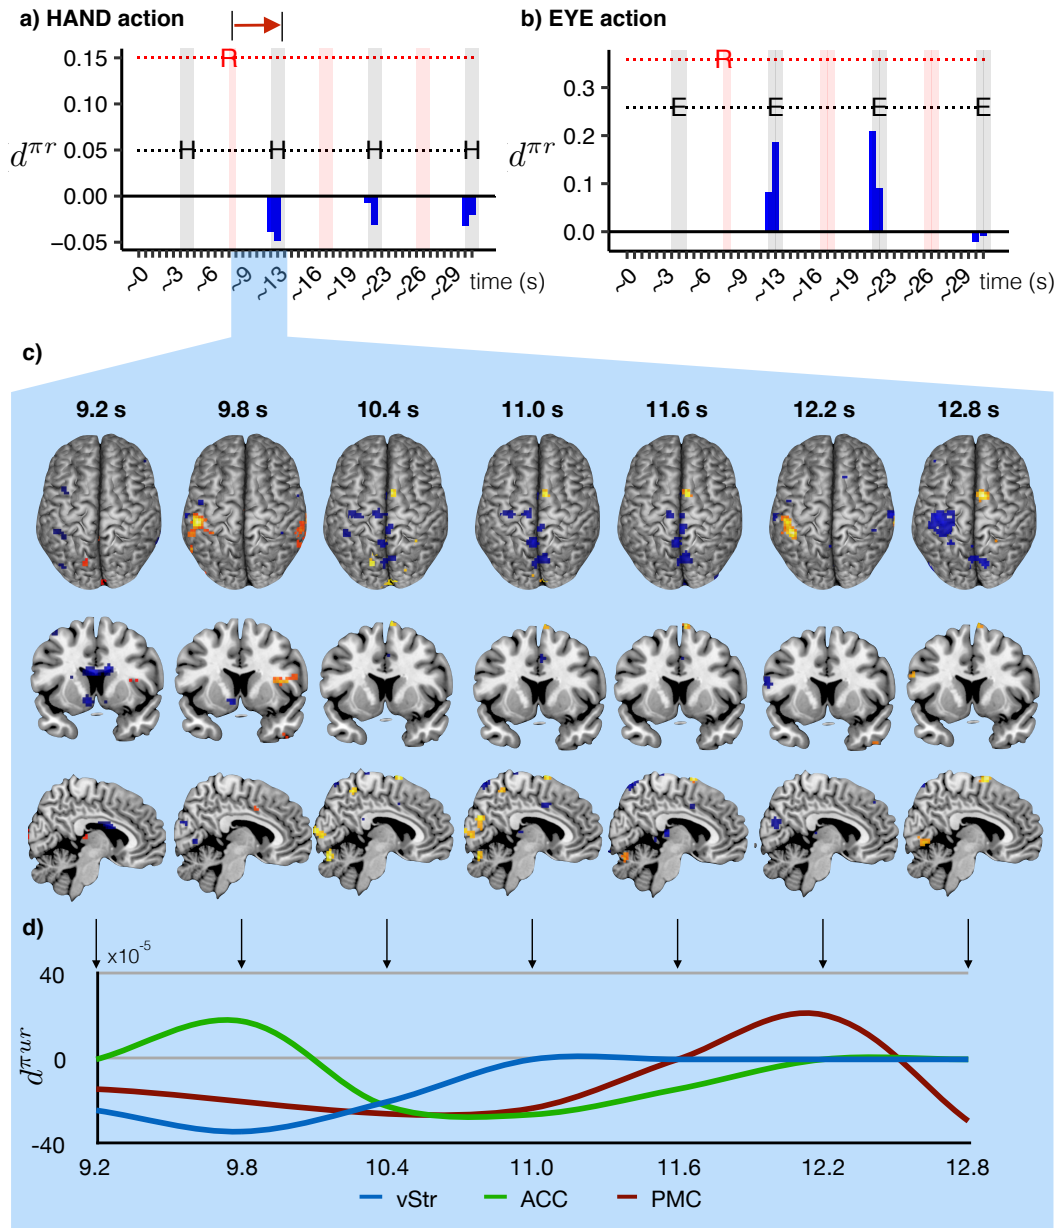 a) HAND action
b) EYE action
0.15
R
0.10
d^{πr}
0.05
H H H H
0.00
−0.05
~0 ~3 ~6 ~9 ~13 ~16 ~19 ~23 ~26 ~29 time (s)
R
0.3
E E E E
0.2
d^{πr}
0.1
0.0
~0 ~3 ~6 ~9 ~13 ~16 ~19 ~23 ~26 ~29 time (s)
c)
9.2 s 9.8 s 10.4 s 11.0 s 11.6 s 12.2 s 12.8 s
d)
x10^{-5}
40
d^{πur}
0
-40
9.2 9.8 10.4 11.0 11.6 12.2 12.8
vStr ACC PMC